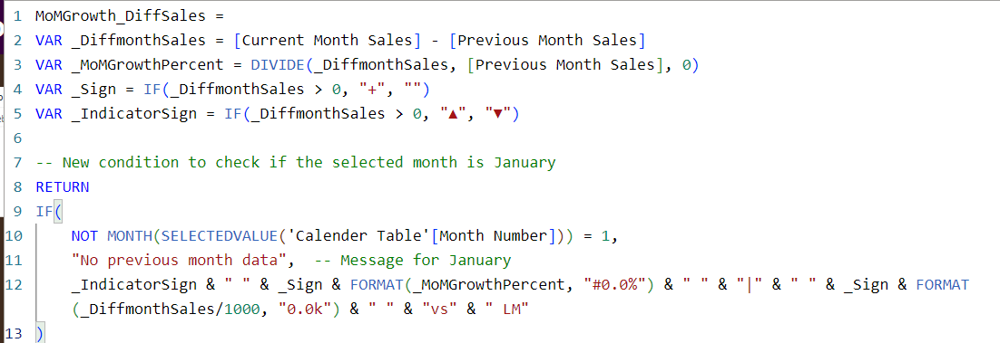 1 MoMGrowth_DiffSales =
2 VAR _DiffmonthSales = [Current Month Sales] - [Previous Month Sales]
3 VAR _MoMGrowthPercent = DIVIDE(_DiffmonthSales, [Previous Month Sales], 0)
4 VAR _Sign = IF(_DiffmonthSales > 0, "+", "")
5 VAR _IndicatorSign = IF(_DiffmonthSales > 0, "▲", "▼")
6
7 -- New condition to check if the selected month is January
8 RETURN
9 IF(
10 NOT MONTH(SELECTEDVALUE('Calender Table'[Month Number])) = 1,
11 "No previous month data",  -- Message for January
12 _IndicatorSign & " " & _Sign & FORMAT(_MoMGrowthPercent, "#0.0%") & " " & "|" & " " & _Sign & FORMAT
(_DiffmonthSales/1000, "0.0k") & " " & "vs" & " LM"
13 )